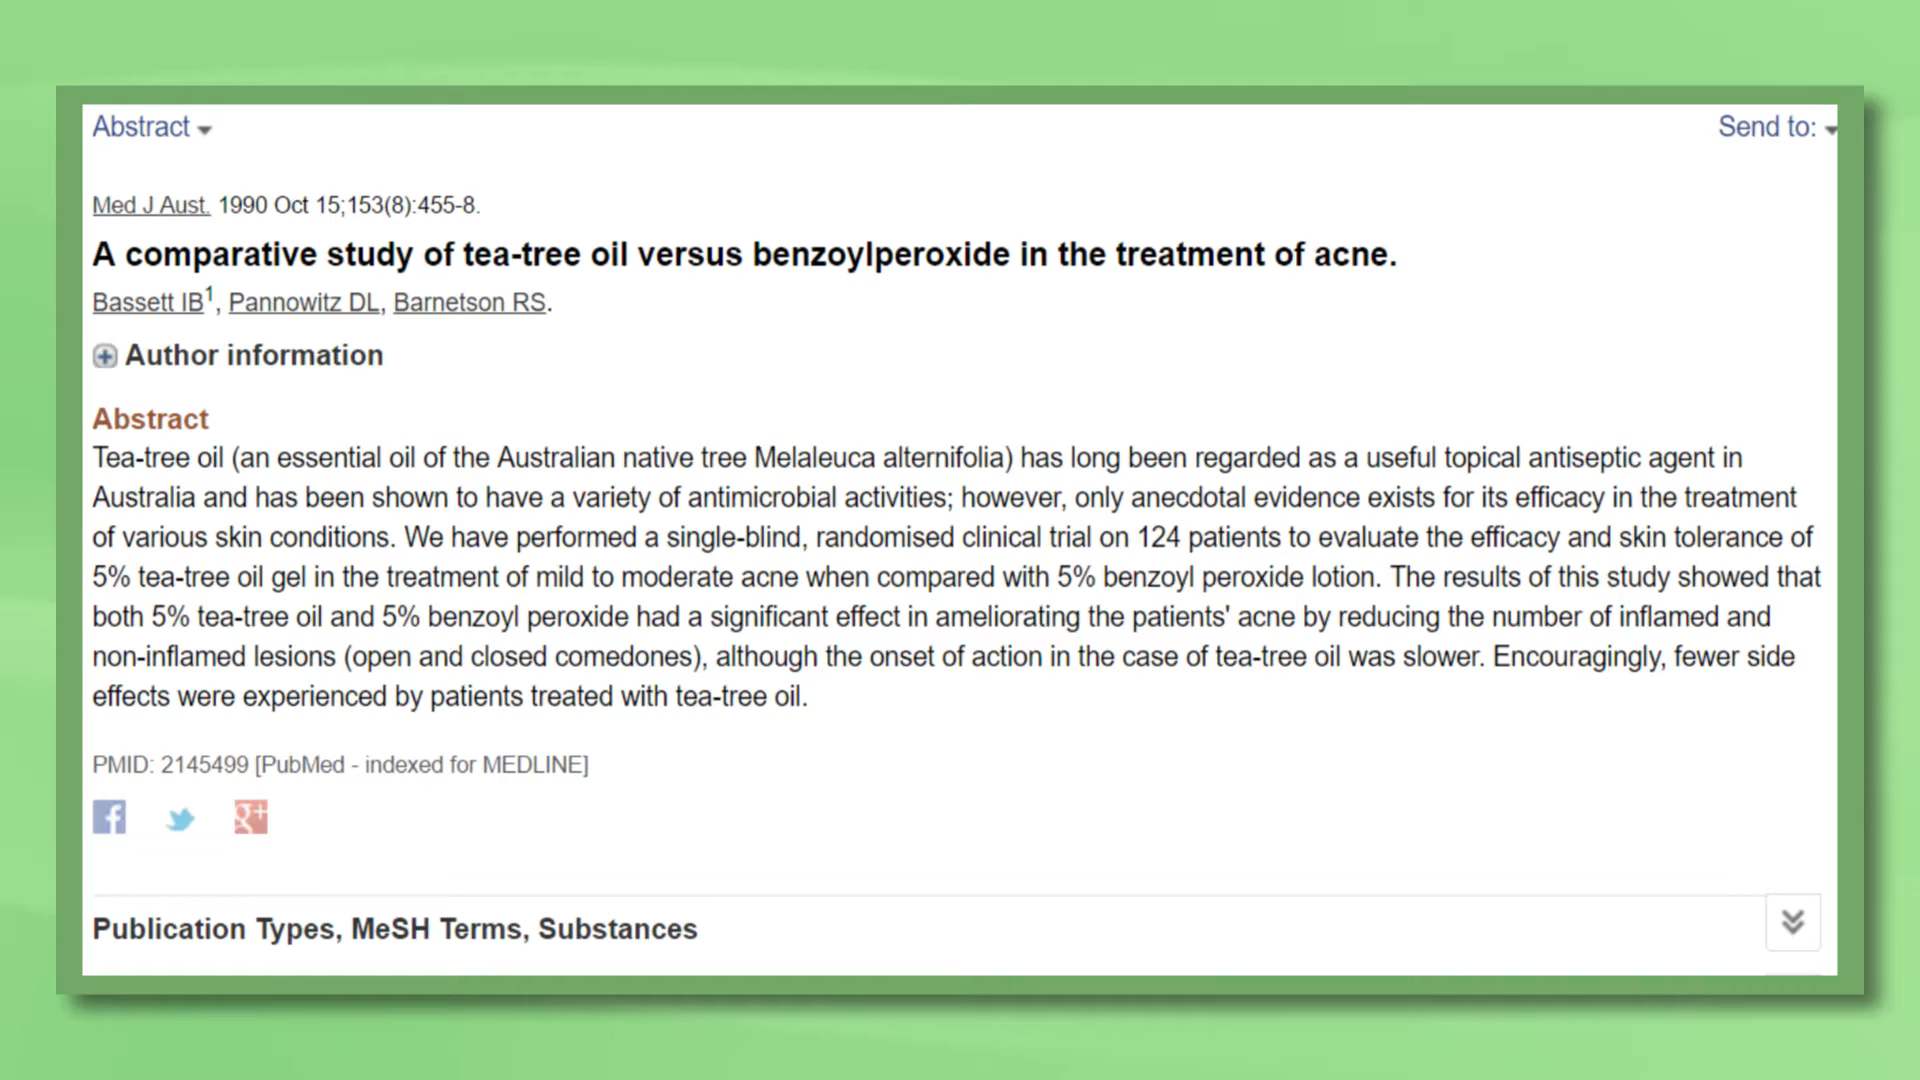 Abstract
Send to:
Med J Aust. 1990 Oct 15;153(8):455-8.
A comparative study of tea-tree oil versus benzoylperoxide in the treatment of acne.
Bassett IB1, Pannowitz DL, Barnetson RS.
Author information
Abstract
Tea-tree oil (an essential oil of the Australian native tree Melaleuca alternifolia) has long been regarded as a useful topical antiseptic agent in
Australia and has been shown to have a variety of antimicrobial activities; however, only anecdotal evidence exists for its efficacy in the treatment
of various skin conditions. We have performed a single-blind, randomised clinical trial on 124 patients to evaluate the efficacy and skin tolerance of
5% tea-tree oil gel in the treatment of mild to moderate acne when compared with 5% benzoyl peroxide lotion. The results of this study showed that
both 5% tea-tree oil and 5% benzoyl peroxide had a significant effect in ameliorating the patients' acne by reducing the number of inflamed and
non-inflamed lesions (open and closed comedones), although the onset of action in the case of tea-tree oil was slower. Encouragingly, fewer side
effects were experienced by patients treated with tea-tree oil.
PMID: 2145499 [PubMed - indexed for MEDLINE]
f g+
Publication Types, MeSH Terms, Substances